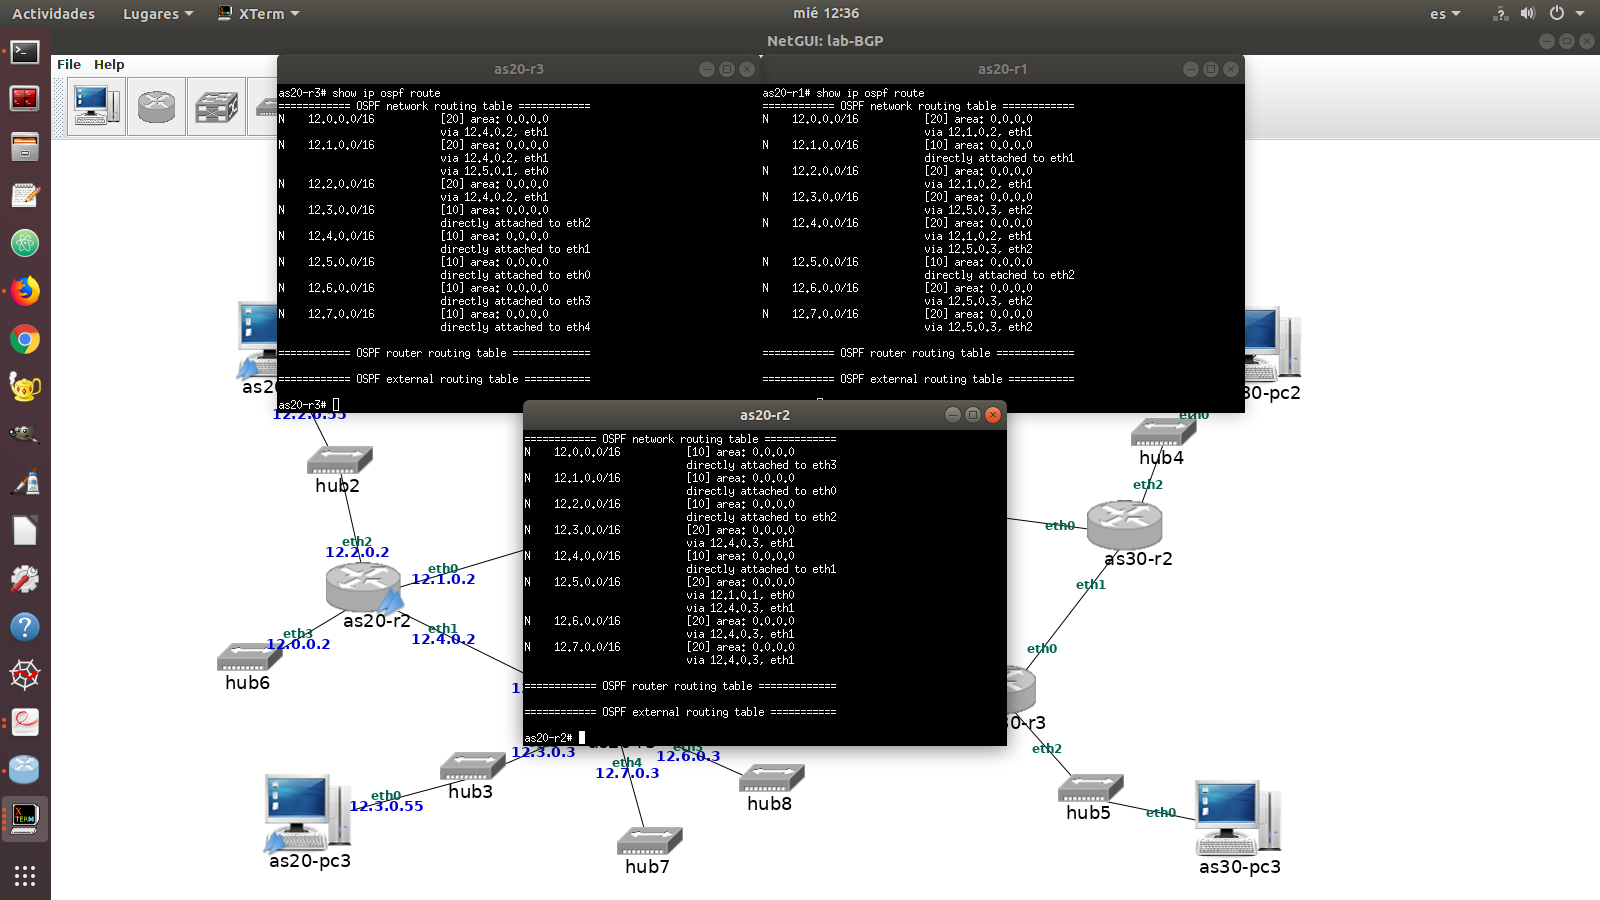 Actividades
Lugares
XTerm
mié 12:36
es
NetGUI: lab-BGP
File Help
as20-r3
as20-r3# show ip ospf route
============ OSPF network routing table ============
N    12.0.0.0/16           [20] area: 0.0.0.0
                           via 12.4.0.2, eth1
N    12.1.0.0/16           [20] area: 0.0.0.0
                           via 12.4.0.2, eth1
                           via 12.5.0.1, eth0
N    12.2.0.0/16           [20] area: 0.0.0.0
                           via 12.4.0.2, eth1
N    12.3.0.0/16           [10] area: 0.0.0.0
                           directly attached to eth2
N    12.4.0.0/16           [10] area: 0.0.0.0
                           directly attached to eth1
N    12.5.0.0/16           [10] area: 0.0.0.0
                           directly attached to eth0
N    12.6.0.0/16           [10] area: 0.0.0.0
                           directly attached to eth3
N    12.7.0.0/16           [10] area: 0.0.0.0
                           directly attached to eth4
============ OSPF router routing table =============
============ OSPF external routing table ===========
as20-r3#
as20-r1
as20-r1# show ip ospf route
============ OSPF network routing table ============
N    12.0.0.0/16           [20] area: 0.0.0.0
                           via 12.1.0.2, eth1
N    12.1.0.0/16           [10] area: 0.0.0.0
                           directly attached to eth1
N    12.2.0.0/16           [20] area: 0.0.0.0
                           via 12.1.0.2, eth1
N    12.3.0.0/16           [20] area: 0.0.0.0
                           via 12.5.0.3, eth2
N    12.4.0.0/16           [20] area: 0.0.0.0
                           via 12.1.0.2, eth1
                           via 12.5.0.3, eth2
N    12.5.0.0/16           [10] area: 0.0.0.0
                           directly attached to eth2
N    12.6.0.0/16           [20] area: 0.0.0.0
                           via 12.5.0.3, eth2
N    12.7.0.0/16           [20] area: 0.0.0.0
                           via 12.5.0.3, eth2
============ OSPF router routing table =============
============ OSPF external routing table ===========
as20-r2
============ OSPF network routing table ============
N    12.0.0.0/16           [10] area: 0.0.0.0
                           directly attached to eth3
N    12.1.0.0/16           [10] area: 0.0.0.0
                           directly attached to eth0
N    12.2.0.0/16           [10] area: 0.0.0.0
                           directly attached to eth2
N    12.3.0.0/16           [20] area: 0.0.0.0
                           via 12.4.0.3, eth1
N    12.4.0.0/16           [10] area: 0.0.0.0
                           directly attached to eth1
N    12.5.0.0/16           [20] area: 0.0.0.0
                           via 12.1.0.1, eth0
                           via 12.4.0.3, eth1
N    12.6.0.0/16           [20] area: 0.0.0.0
                           via 12.4.0.3, eth1
N    12.7.0.0/16           [20] area: 0.0.0.0
                           via 12.4.0.3, eth1
============ OSPF router routing table =============
============ OSPF external routing table ===========
as20-r2#
as20
12.2.0.55
hub2
eth2
12.2.0.2
eth0
12.1.0.2
as20-r2
eth1
12.4.0.2
eth3
12.0.0.2
hub6
12.3.0.3
hub3
eth0
12.3.0.55
as20-pc3
eth4
12.7.0.3
hub7
eth3
12.6.0.3
hub8
30-pc2
eth0
hub4
eth2
eth0
as30-r2
eth1
eth0
30-r3
eth2
hub5
eth0
as30-pc3